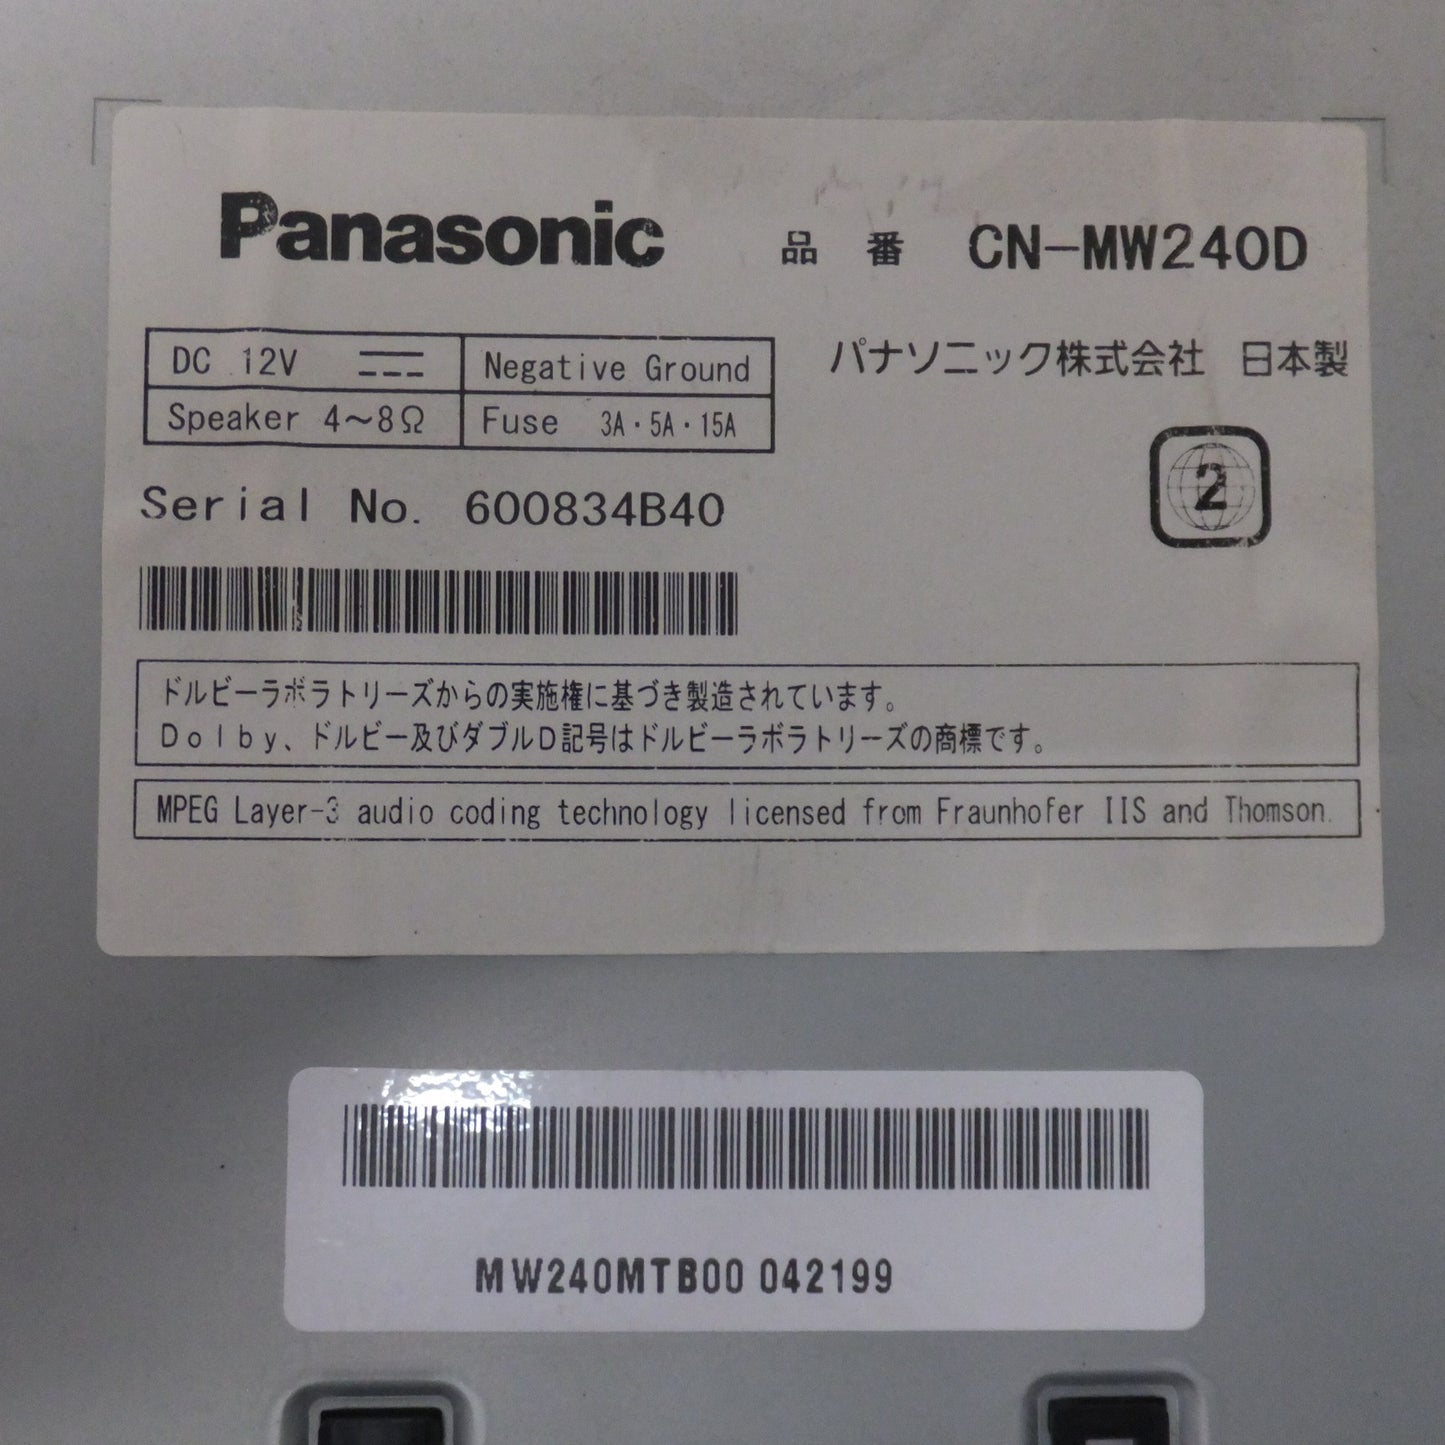 Panasonic 品番 CN-MW240D
DC 12V Negative Ground
Speaker 4～8Ω Fuse 3A・5A・15A
パナソニック株式会社 日本製
2
Serial No. 600834B40
ドルビーラボラトリーズからの実施権に基づき製造されています。
Dolby、ドルビー及びダブルD記号はドルビーラボラトリーズの商標です。
MPEG Layer-3 audio coding technology licensed from Fraunhofer IIS and Thomson.
MW240MTB00 042199